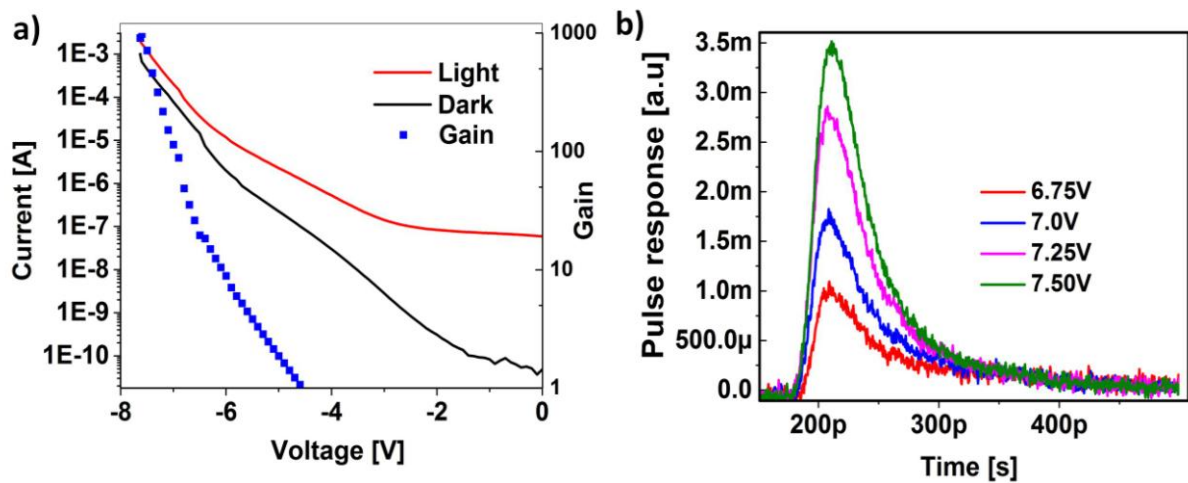 a)
Current [A]
1E-3
1E-4
1E-5
1E-6
1E-7
1E-8
1E-9
1E-10
Light
Dark
Gain
1000
100
10
1
Gain
-8
-6
-4
-2
0
Voltage [V]
b)
Pulse response [a.u]
3.5m
3.0m
2.5m
2.0m
1.5m
1.0m
500.0µ
0.0
6.75V
7.0V
7.25V
7.50V
200p
300p
400p
Time [s]